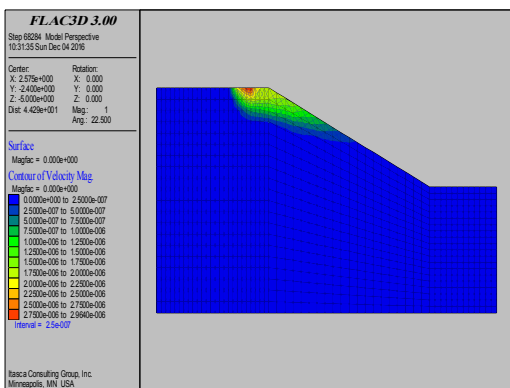 FLAC3D 3.00
Step 68284 Model Perspective
10:31:35 Sun Dec 04 2016
Center:
X: 2.575e+000
Y: -2.400e+000
Z: -5.000e+000
Dist: 4.429e+001
Rotation:
X: 0.000
Y: 0.000
Z: 0.000
Mag.: 1
Ang.: 22.500
Surface
Magfac = 0.000e+000
Contour of Velocity Mag.
Magfac = 0.000e+000
0.0000e+000 to 2.5000e-007
2.5000e-007 to 5.0000e-007
5.0000e-007 to 7.5000e-007
7.5000e-007 to 1.0000e-006
1.0000e-006 to 1.2500e-006
1.2500e-006 to 1.5000e-006
1.5000e-006 to 1.7500e-006
1.7500e-006 to 2.0000e-006
2.0000e-006 to 2.2500e-006
2.2500e-006 to 2.5000e-006
2.5000e-006 to 2.7500e-006
2.7500e-006 to 2.9640e-006
Interval = 2.5e-007
Itasca Consulting Group, Inc.
Minneapolis, MN USA